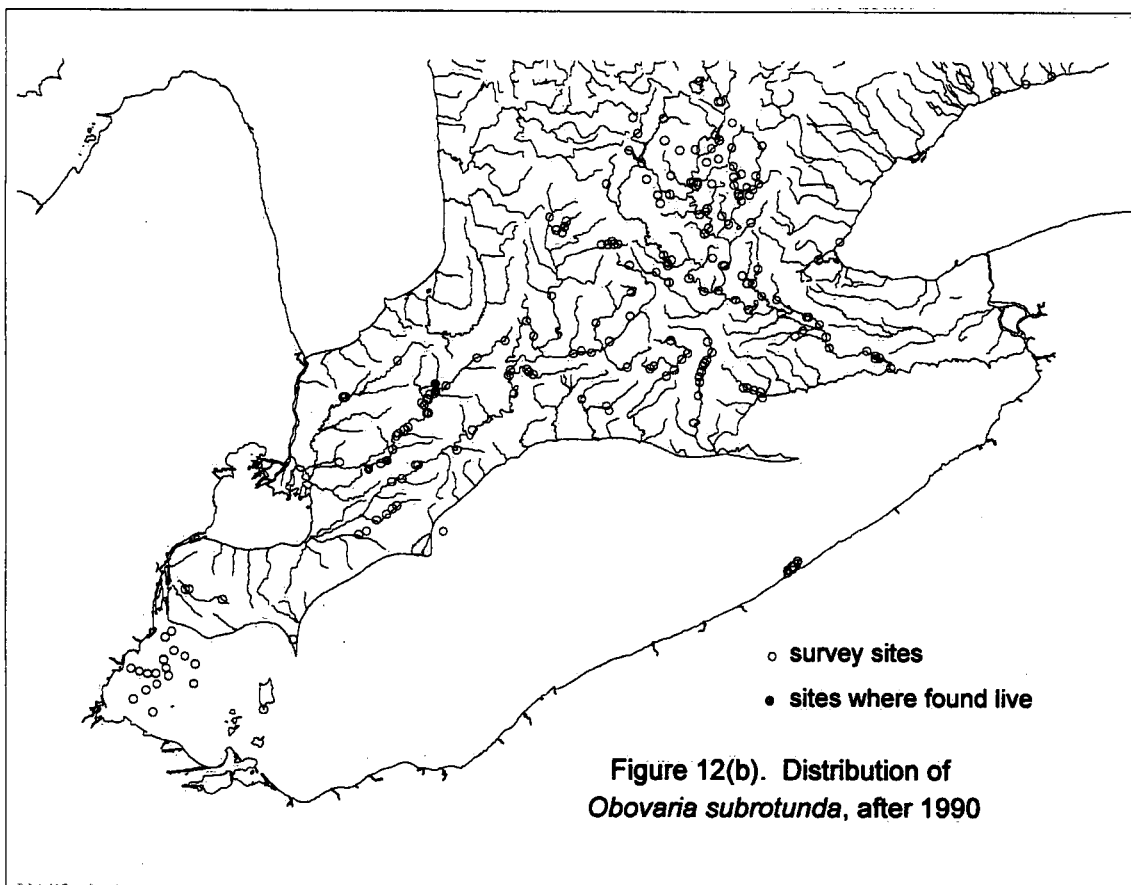 survey sites
sites where found live
Figure 12(b). Distribution of
Obovaria subrotunda, after 1990